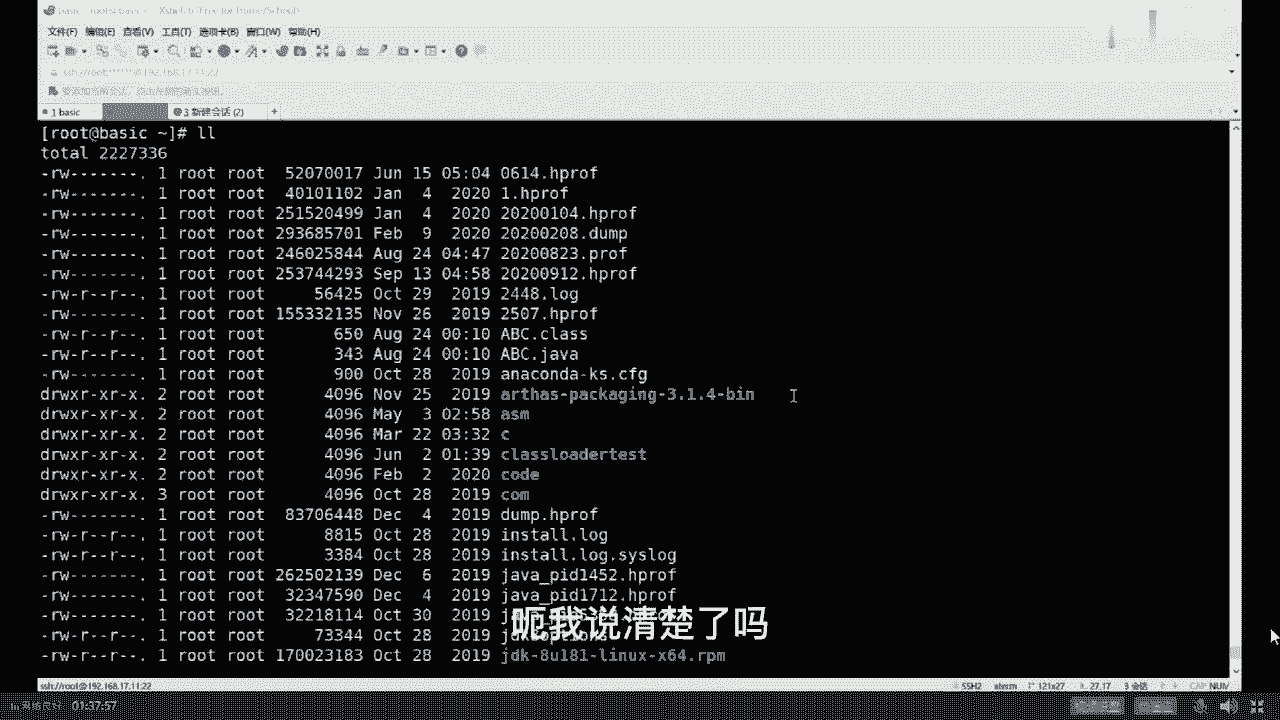 文件(F) 编辑(E) 查看(V) 工具(T) 选项卡(B) 窗口(W) 帮助(H)
ssh://root:******@192.168.17.11:22
1 basic 3 新建会话 (2) +
[root@basic ~]# ll
total 2227336
-rw-------. 1 root root 52070017 Jun 15 05:04 0614.hprof
-rw-------. 1 root root 40101102 Jan 4 2020 1.hprof
-rw-------. 1 root root 251520499 Jan 4 2020 20200104.hprof
-rw-------. 1 root root 293685701 Feb 9 2020 20200208.dump
-rw-------. 1 root root 246025844 Aug 24 04:47 20200823.prof
-rw-------. 1 root root 253744293 Sep 13 04:58 20200912.hprof
-rw-r--r--. 1 root root 56425 Oct 29 2019 2448.log
-rw-------. 1 root root 155332135 Nov 26 2019 2507.hprof
-rw-r--r--. 1 root root 650 Aug 24 00:10 ABC.class
-rw-r--r--. 1 root root 343 Aug 24 00:10 ABC.java
-rw-------. 1 root root 900 Oct 28 2019 anaconda-ks.cfg
drwxr-xr-x. 2 root root 4096 Nov 25 2019 arthas-packaging-3.1.4-bin
drwxr-xr-x. 2 root root 4096 May 3 02:58 asm
drwxr-xr-x. 2 root root 4096 Mar 22 03:32 c
drwxr-xr-x. 2 root root 4096 Jun 2 01:39 classloadertest
drwxr-xr-x. 2 root root 4096 Feb 2 2020 code
drwxr-xr-x. 3 root root 4096 Oct 28 2019 com
-rw-------. 1 root root 83706448 Dec 4 2019 dump.hprof
-rw-r--r--. 1 root root 8815 Oct 28 2019 install.log
-rw-r--r--. 1 root root 3384 Oct 28 2019 install.log.syslog
-rw-------. 1 root root 262502139 Dec 6 2019 java_pid1452.hprof
-rw-------. 1 root root 32347590 Dec 4 2019 java_pid1712.hprof
-rw-------. 1 root root 32218114 Oct 30 2019
呃我说清楚了吗
-rw-r--r--. 1 root root 73344 Oct 28 2019
-rw-r--r--. 1 root root 170023183 Oct 28 2019 jdk-8u181-linux-x64.rpm
ssh://root@192.168.17.11:22 SSH2 xterm 121x27 27,17 3 会话 CAP NUM
01:37:57